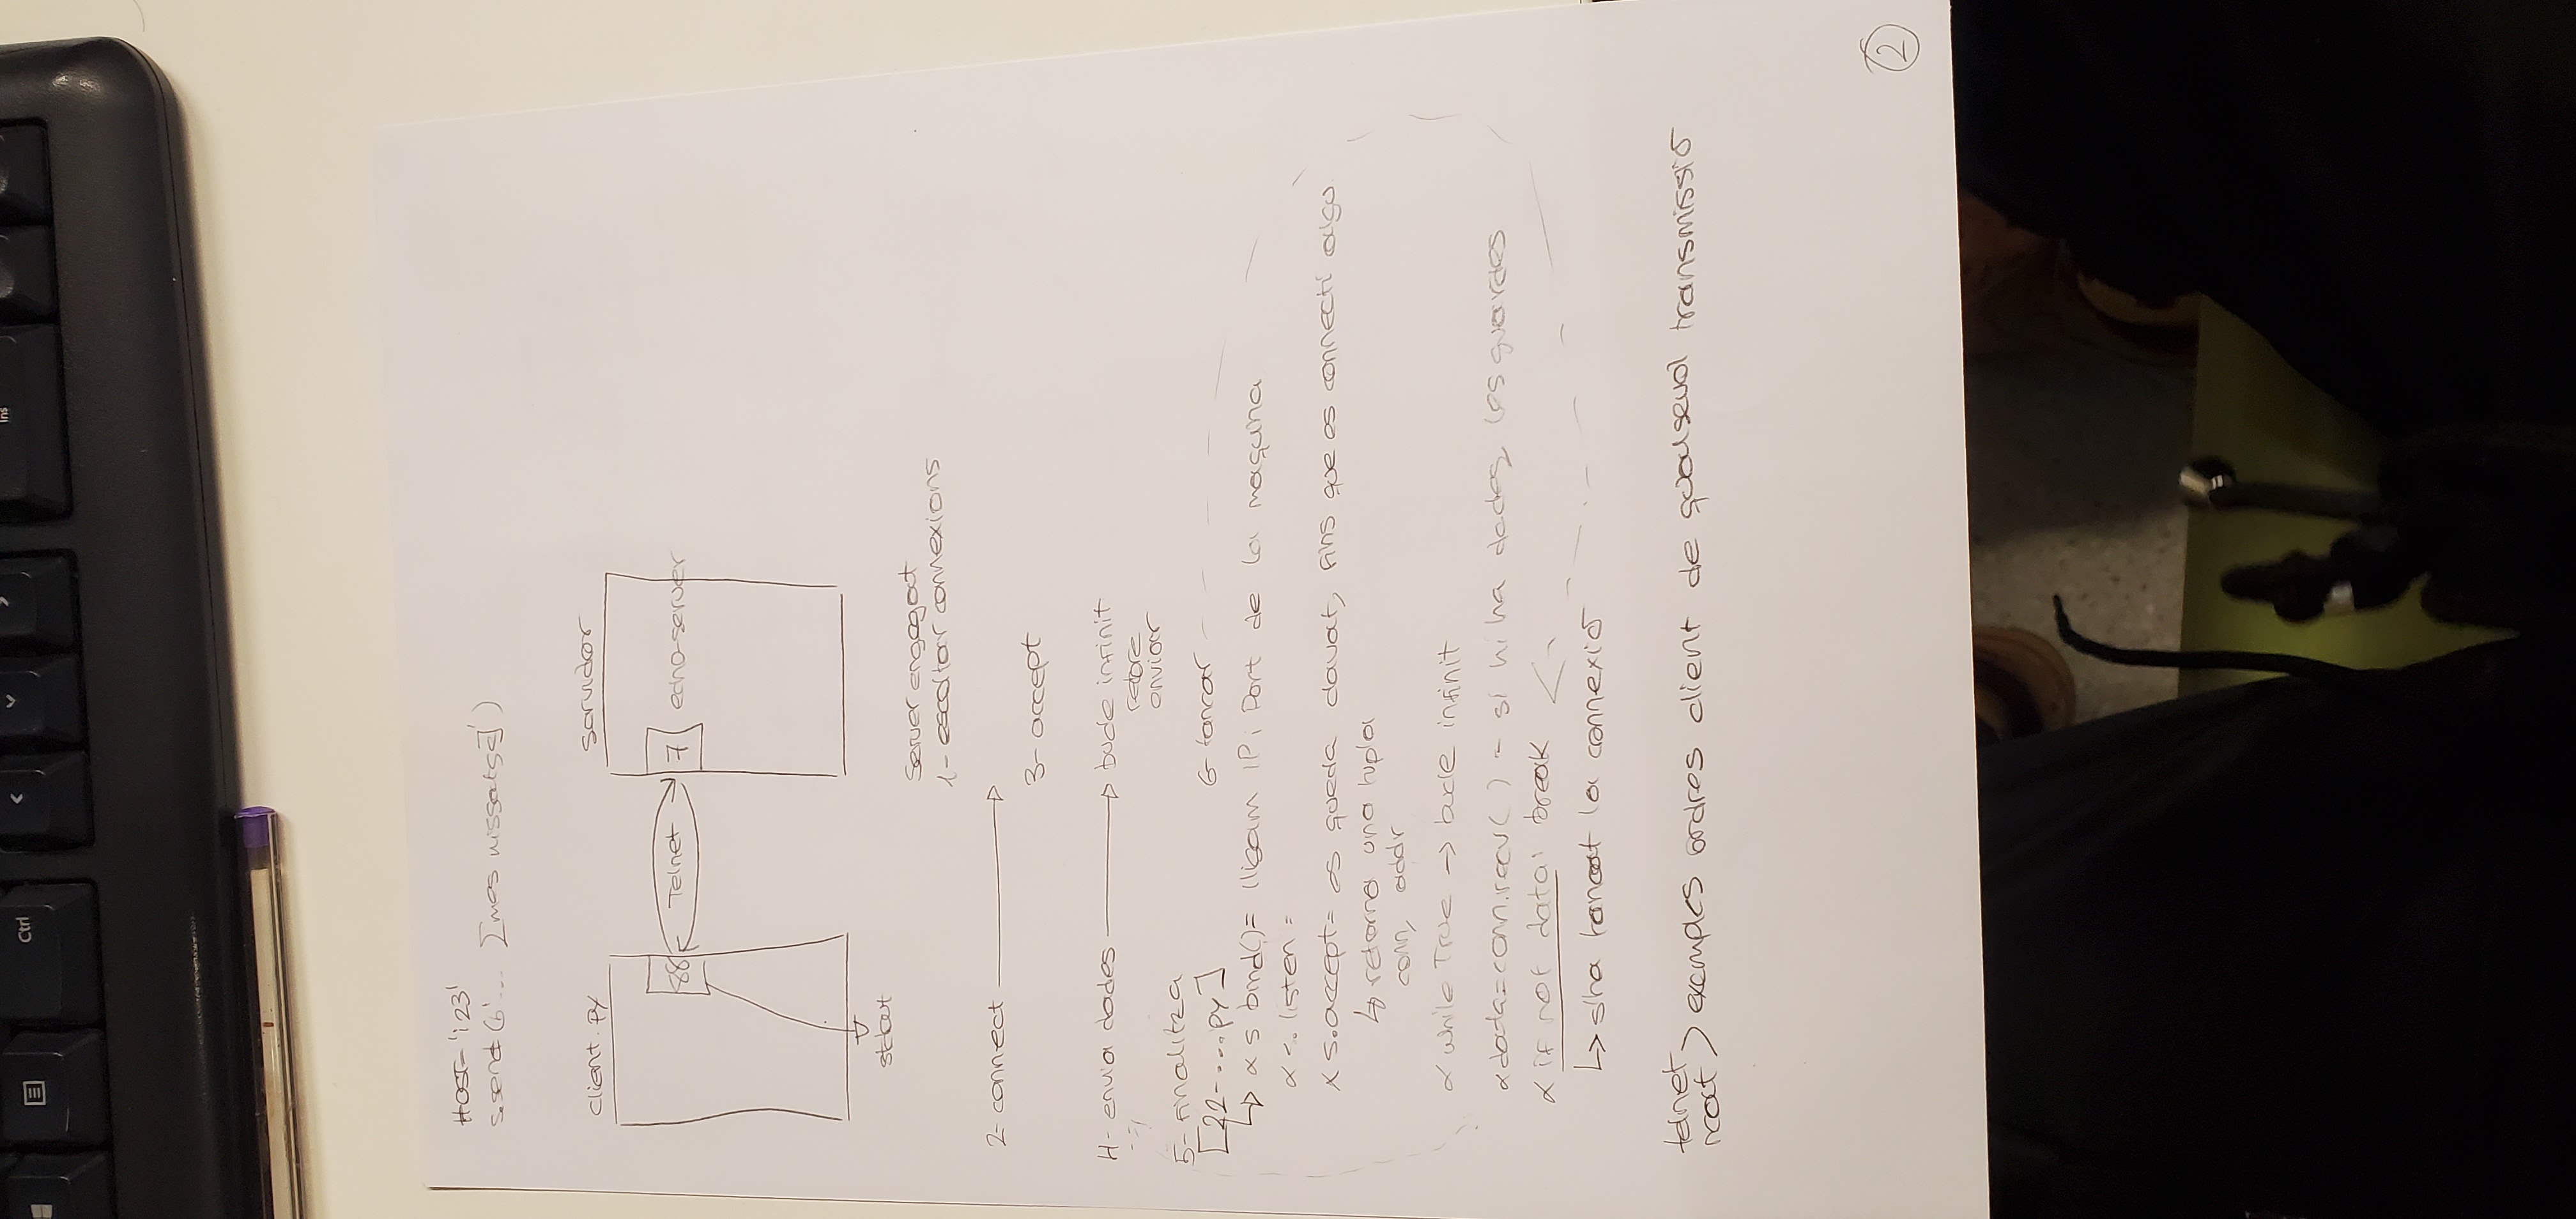 Ctrl
Ins
HOST='i23'
s.send(b'... [mes missatge]')
client.py
servidor
88
Telnet
7
echo-server
stdout
Server engegat
1- escoltar connexions
2- connect
3- accept
4- envia dades
bucle infinit
rebre
enviar
5- finalitza
[22-....py]
6- tancar
s bind()= lligam IP i Port de la maquina
s. listen =
s.accept= es queda clavat, fins que es connecti algo
retorna una tupla
conn, addr
while True → bucle infinit
data=conn.recv( ) - si hi ha dades, les guardes
if not data: break
s'ha tancat la connexió
telnet
ncat
exemples ordres client de qualsevol transmissió
2